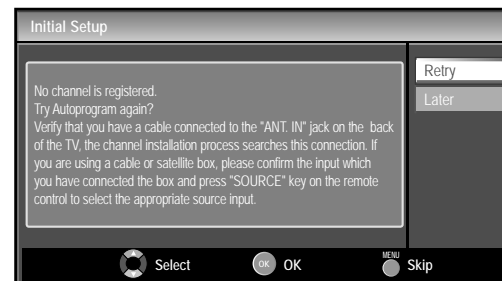 Initial Setup
No channel is registered.
Try Autoprogram again?
Verify that you have a cable connected to the "ANT. IN" jack on the back
of the TV, the channel installation process searches this connection. If
you are using a cable or satellite box, please confirm the input which
you have connected the box and press "SOURCE" key on the remote
control to select the appropriate source input.
Retry
Later
Select
OK OK
MENU Skip